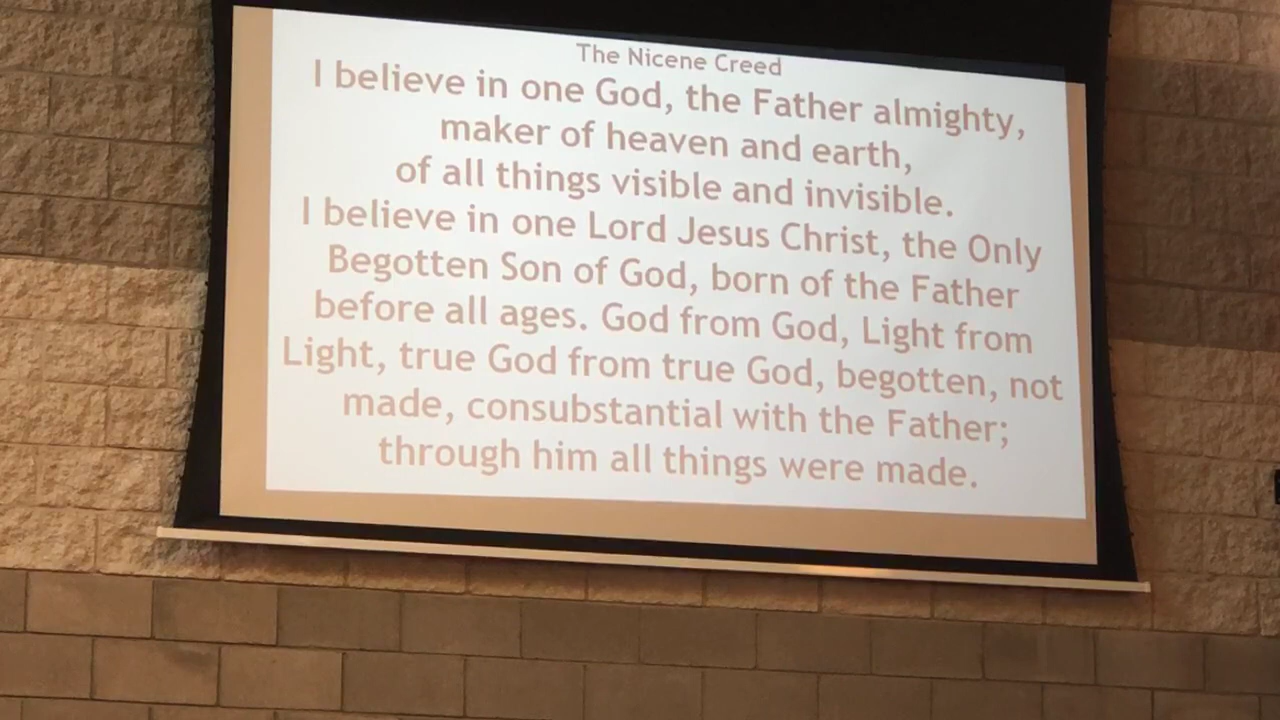 The Nicene Creed
I believe in one God, the Father almighty,
maker of heaven and earth,
of all things visible and invisible.
I believe in one Lord Jesus Christ, the Only
Begotten Son of God, born of the Father
before all ages. God from God, Light from
Light, true God from true God, begotten, not
made, consubstantial with the Father;
through him all things were made.